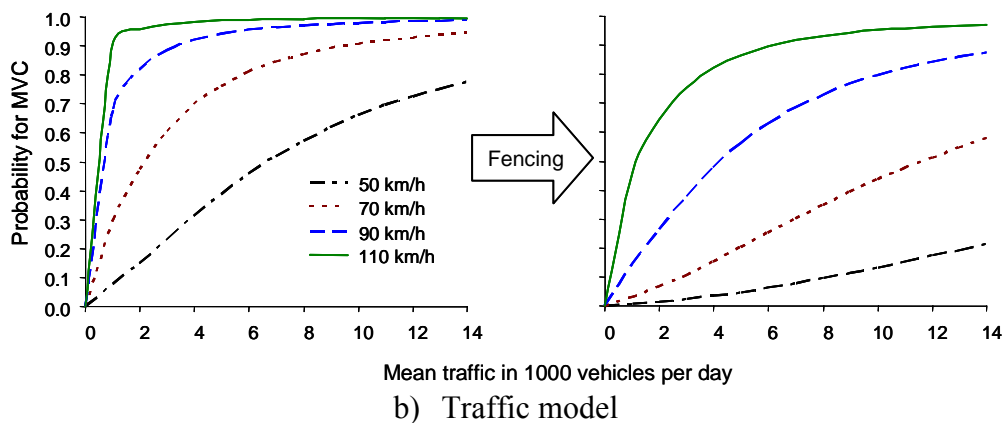 Probability for MVC
1.0
0.9
0.8
0.7
0.6
0.5
0.4
0.3
0.2
0.1
0.0
0 2 4 6 8 10 12 14
50 km/h
70 km/h
90 km/h
110 km/h
Fencing
0 2 4 6 8 10 12 14
Mean traffic in 1000 vehicles per day
b) Traffic model